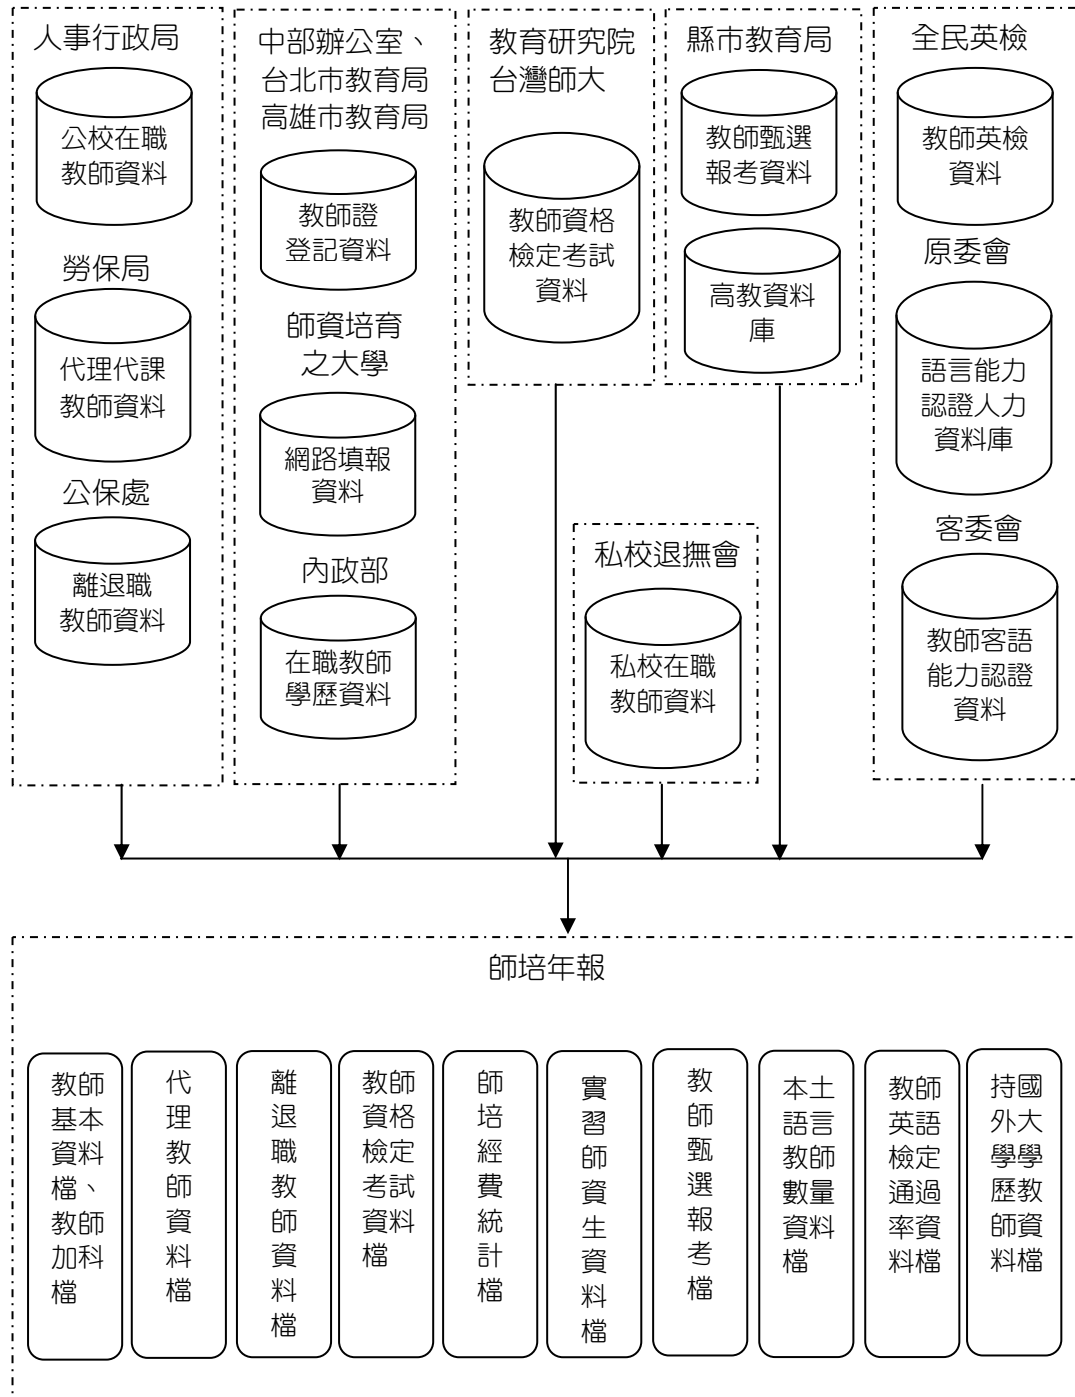 人事行政局
公校在職
教師資料
勞保局
代理代課
教師資料
公保處
離退職
教師資料
中部辦公室、
台北市教育局
高雄市教育局
教師證
登記資料
師資培育
之大學
網路填報
資料
內政部
在職教師
學歷資料
教育研究院
台灣師大
教師資格
檢定考試
資料
縣市教育局
教師甄選
報考資料
高教資料
庫
私校退撫會
私校在職
教師資料
全民英檢
教師英檢
資料
原委會
語言能力
認證人力
資料庫
客委會
教師客語
能力認證
資料
師培年報
教師
基本
資料
檔、
教師
加科
檔
代
理
教
師
資
料
檔
離
退
職
教
師
資
料
檔
教師
資格
檢定
考試
資料
檔
師
培
經
費
統
計
檔
實
習
師
資
生
資
料
檔
教
師
甄
選
報
考
檔
本土
語言
教師
數量
資料
檔
教師
英語
檢定
通過
率資
料檔
持國
外大
學學
歷教
師資
料檔